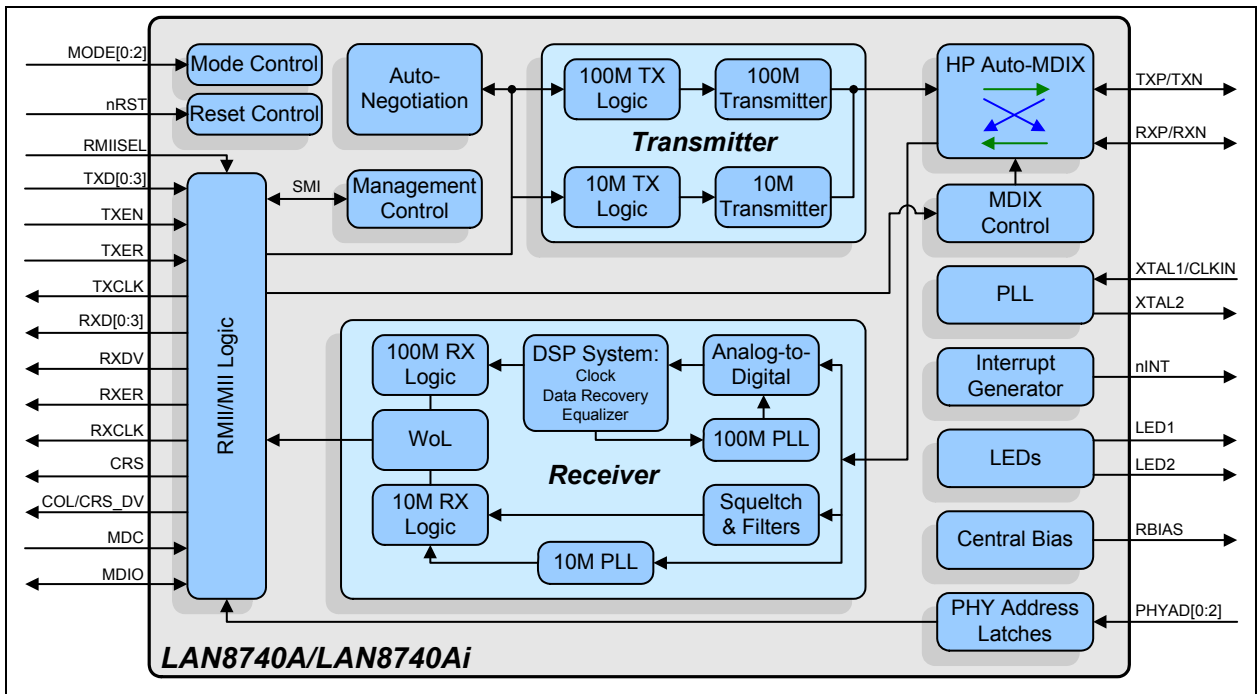 MODE[0:2]
nRST
RMIISEL
TXD[0:3]
TXEN
TXER
TXCLK
RXD[0:3]
RXDV
RXER
RXCLK
CRS
COL/CRS_DV
MDC
MDIO
Mode Control
Reset Control
RMII/MII Logic
SMI
Auto-
Negotiation
Management
Control
100M TX
Logic
100M
Transmitter
Transmitter
10M TX
Logic
10M
Transmitter
HP Auto-MDIX
MDIX
Control
PLL
Interrupt
Generator
LEDs
Central Bias
PHY Address
Latches
100M RX
Logic
DSP System:
Clock
Data Recovery
Equalizer
Analog-to-
Digital
100M PLL
WoL
Receiver
10M RX
Logic
Squeltch
& Filters
10M PLL
TXP/TXN
RXP/RXN
XTAL1/CLKIN
XTAL2
nINT
LED1
LED2
RBIAS
PHYAD[0:2]
LAN8740A/LAN8740Ai